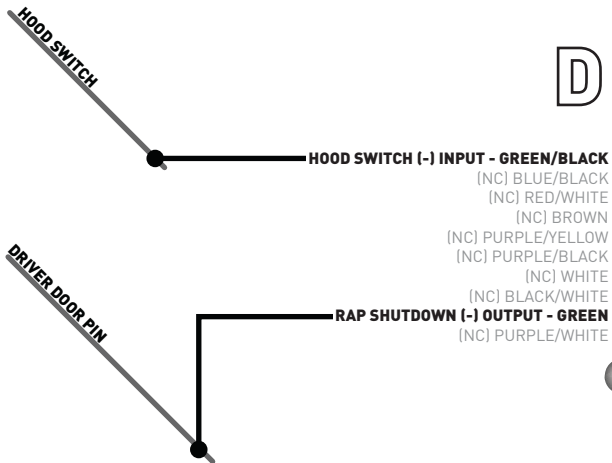 HOOD SWITCH
D
HOOD SWITCH (-) INPUT - GREEN/BLACK
(NC) BLUE/BLACK
(NC) RED/WHITE
(NC) BROWN
(NC) PURPLE/YELLOW
(NC) PURPLE/BLACK
(NC) WHITE
(NC) BLACK/WHITE
DRIVER DOOR PIN
RAP SHUTDOWN (-) OUTPUT - GREEN
(NC) PURPLE/WHITE